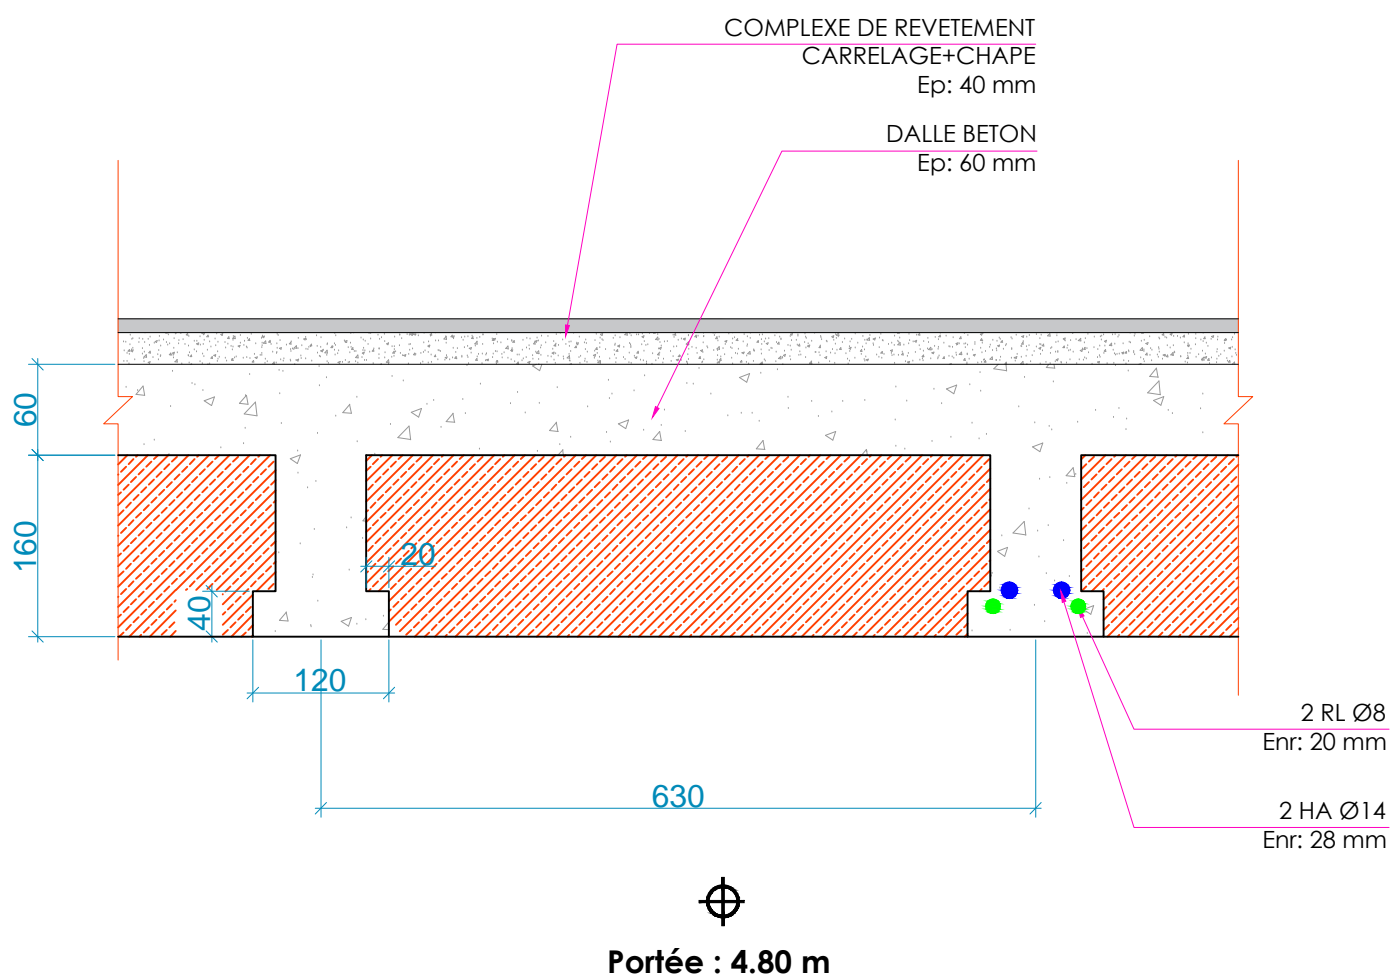 COMPLEXE DE REVETEMENT
CARRELAGE+CHAPE
Ep: 40 mm
DALLE BETON
Ep: 60 mm
60
160
20
40
120
630
2 RL Ø8
Enr: 20 mm
2 HA Ø14
Enr: 28 mm
Portée : 4.80 m